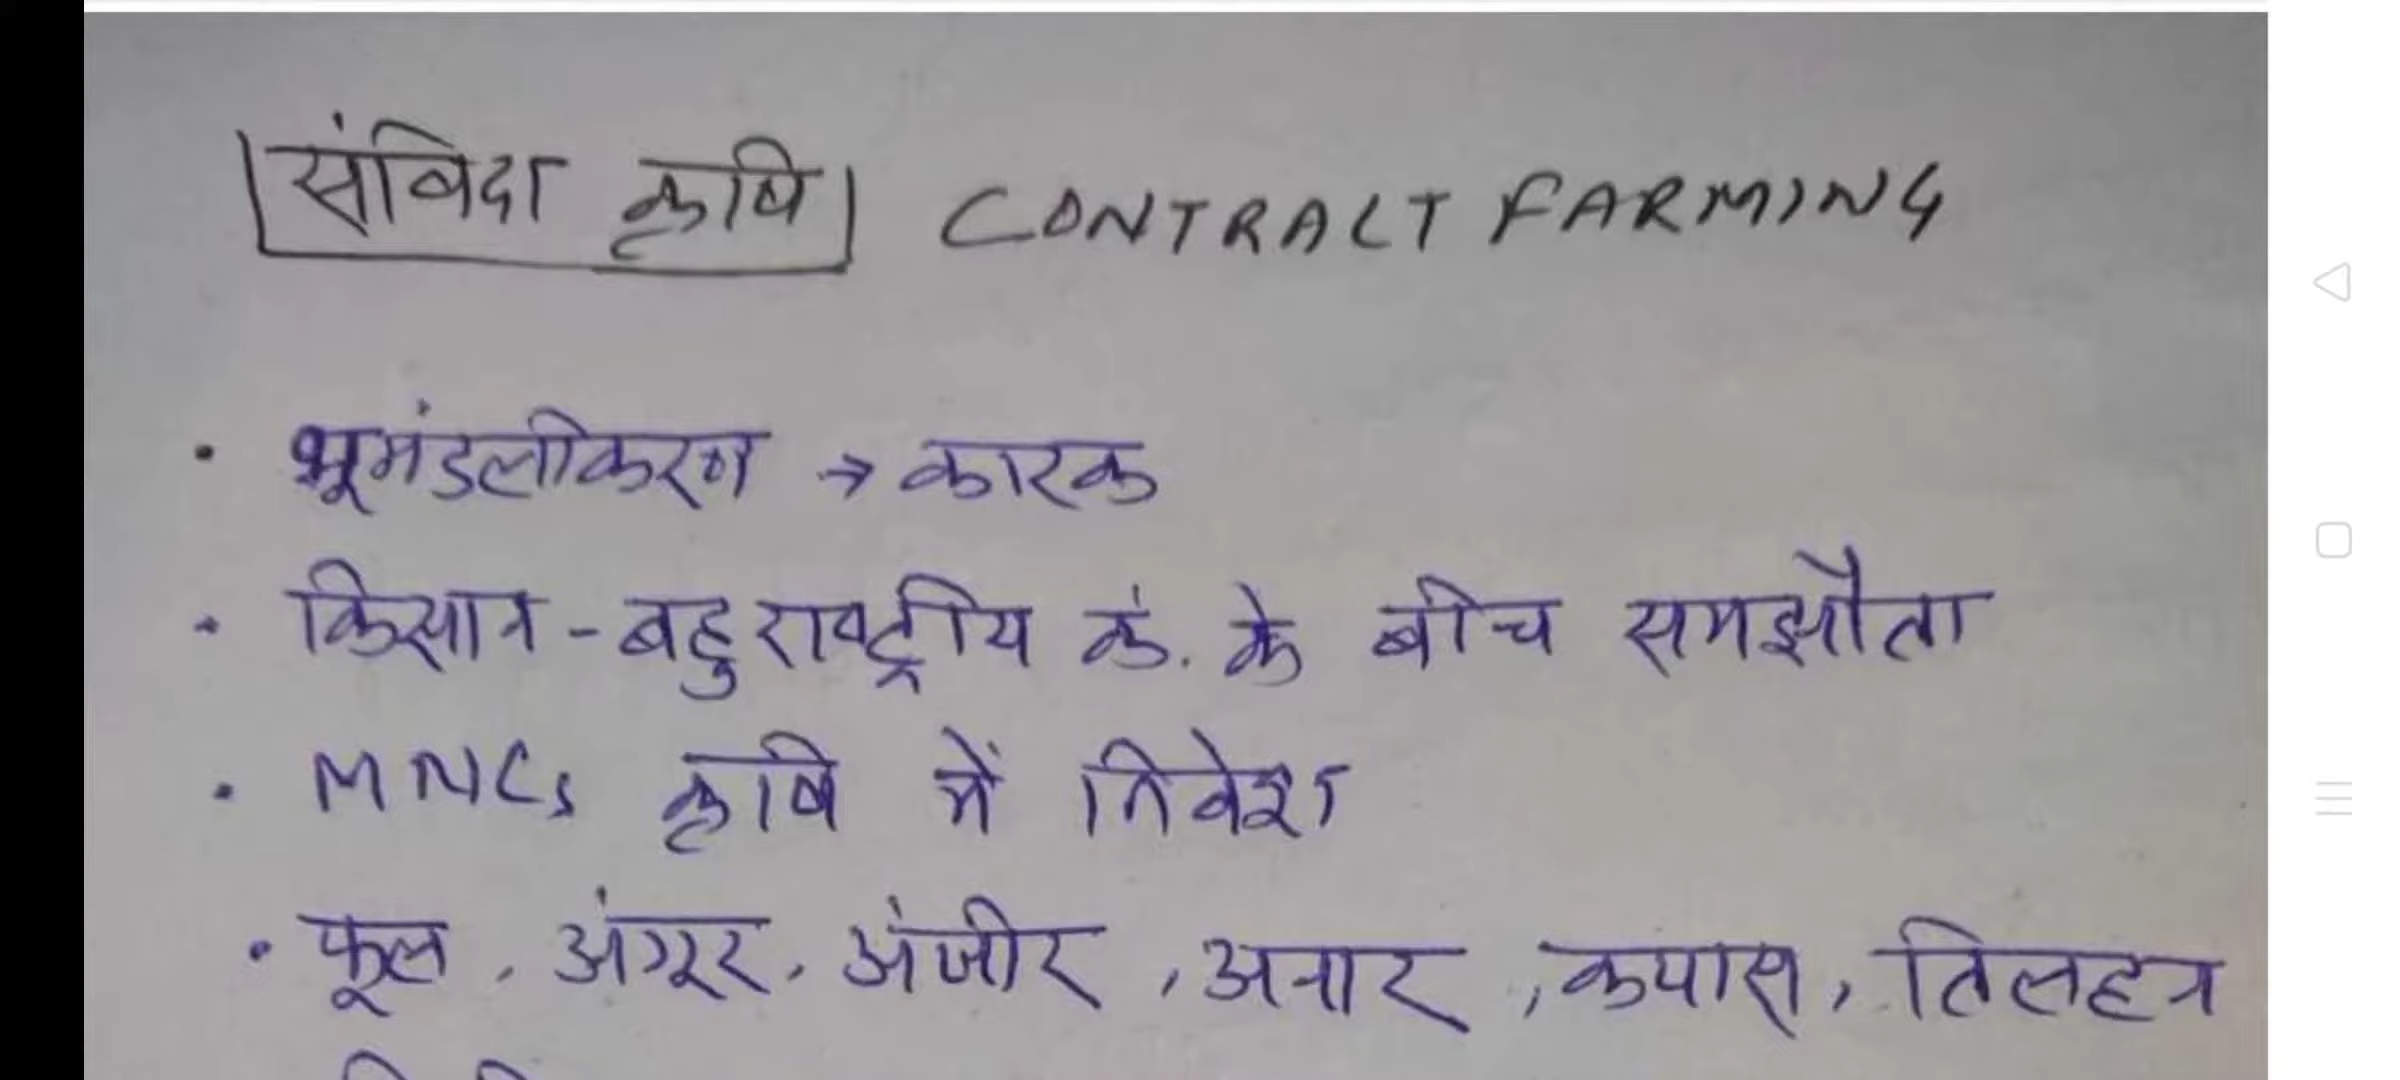 संविदा कृषि CONTRACT FARMING
• भूमंडलीकरण → कारक
• किसान - बहुराष्ट्रीय कं. के बीच समझौता
• MNCs कृषि में निवेश
• फूल, अंगूर, अंजीर, अनार, कपास, तिलहन